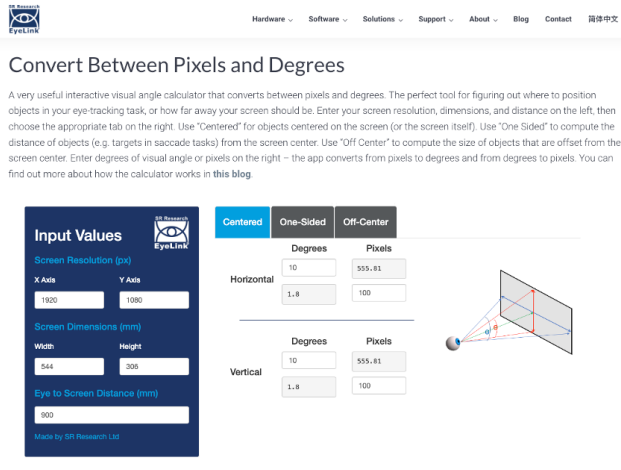 SR Research
EyeLink
Hardware Software Solutions Support About Blog Contact 简体中文
Convert Between Pixels and Degrees
A very useful interactive visual angle calculator that converts between pixels and degrees. The perfect tool for figuring out where to position
objects in your eye-tracking task, or how far away your screen should be. Enter your screen resolution, dimensions, and distance on the left, then
choose the appropriate tab on the right. Use “Centered” for objects centered on the screen (or the screen itself). Use “One Sided” to compute the
distance of objects (e.g. targets in saccade tasks) from the screen center. Use “Off Center” to compute the size of objects that are offset from the
screen center. Enter degrees of visual angle or pixels on the right – the app converts from pixels to degrees and from degrees to pixels. You can
find out more about how the calculator works in this blog.
Input Values
SR Research
EyeLink
Screen Resolution (px)
X Axis Y Axis
1920 1080
Screen Dimensions (mm)
Width Height
544 306
Eye to Screen Distance (mm)
900
Made by SR Research Ltd
Centered One-Sided Off-Center
Degrees Pixels
Horizontal
10 555.81
1.8 100
Degrees Pixels
Vertical
10 555.81
1.8 100